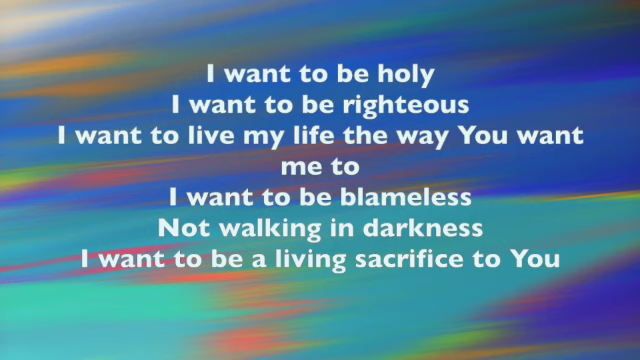 I want to be holy
I want to be righteous
I want to live my life the way You want
me to
I want to be blameless
Not walking in darkness
I want to be a living sacrifice to You